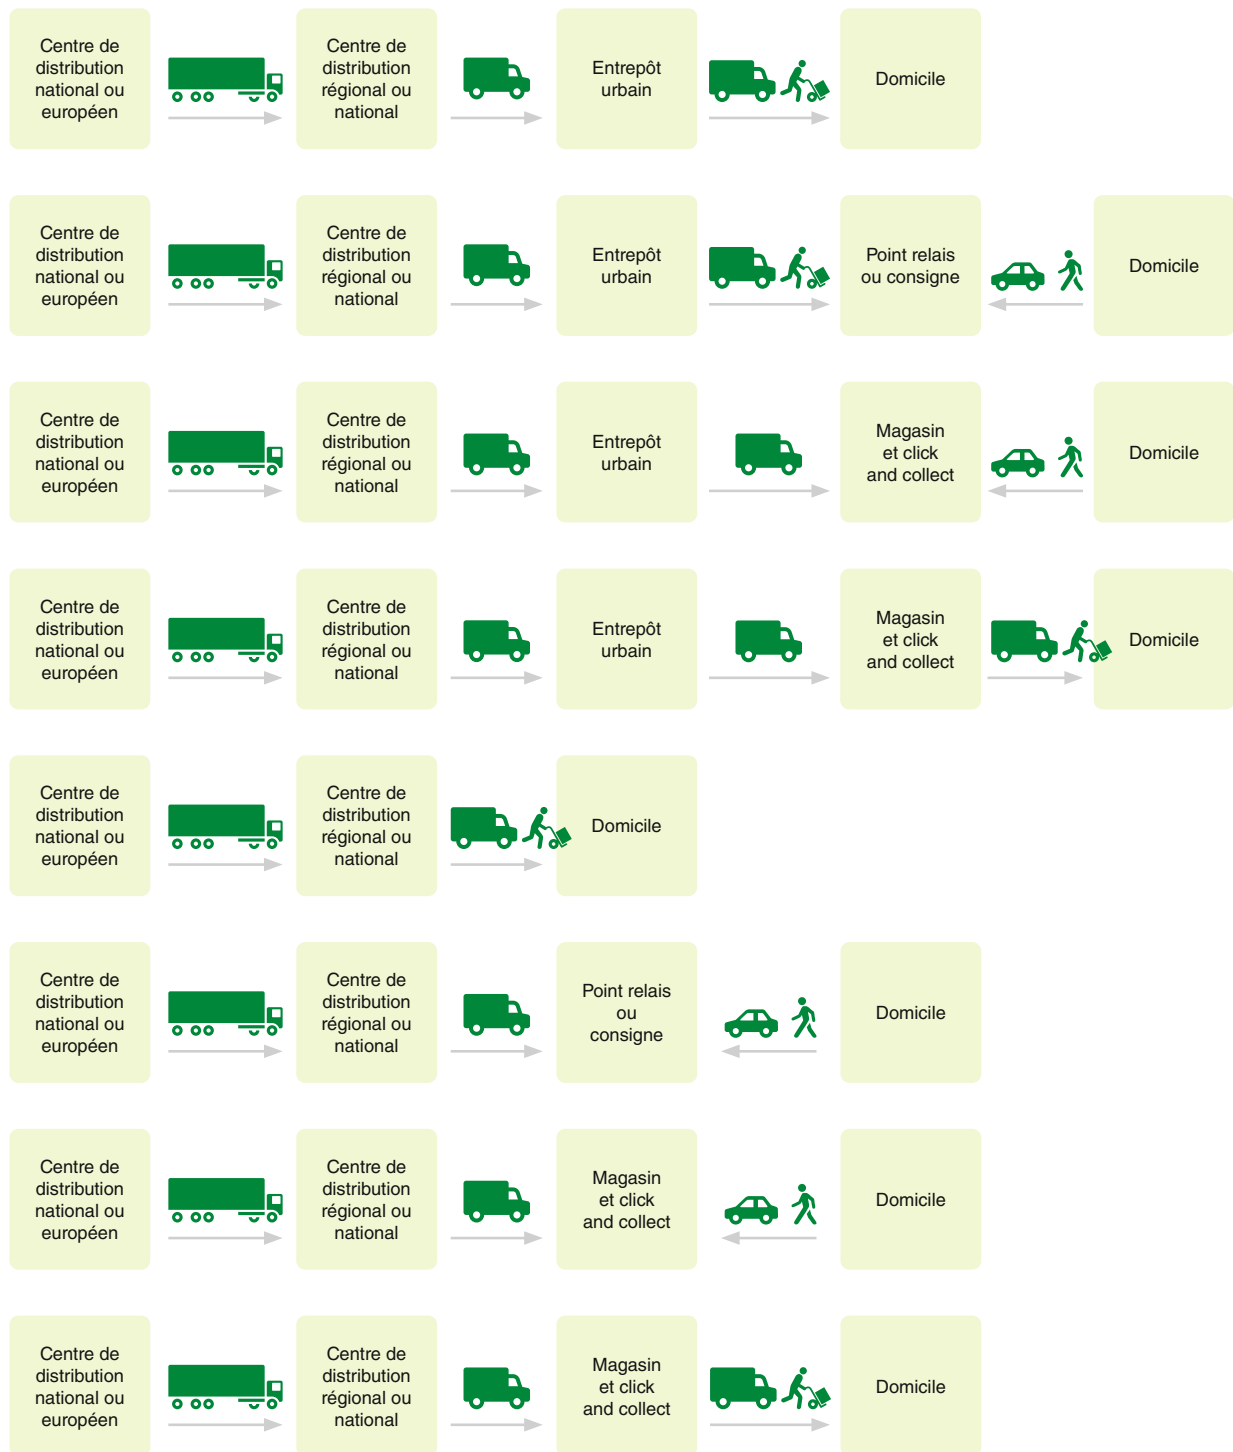 Centre de
distribution
national ou
européen
Centre de
distribution
régional ou
national
Entrepôt
urbain
Domicile
Centre de
distribution
national ou
européen
Centre de
distribution
régional ou
national
Entrepôt
urbain
Point relais
ou consigne
Domicile
Centre de
distribution
national ou
européen
Centre de
distribution
régional ou
national
Entrepôt
urbain
Magasin
et click
and collect
Domicile
Centre de
distribution
national ou
européen
Centre de
distribution
régional ou
national
Entrepôt
urbain
Magasin
et click
and collect
Domicile
Centre de
distribution
national ou
européen
Centre de
distribution
régional ou
national
Domicile
Centre de
distribution
national ou
européen
Centre de
distribution
régional ou
national
Point relais
ou
consigne
Domicile
Centre de
distribution
national ou
européen
Centre de
distribution
régional ou
national
Magasin
et click
and collect
Domicile
Centre de
distribution
national ou
européen
Centre de
distribution
régional ou
national
Magasin
et click
and collect
Domicile